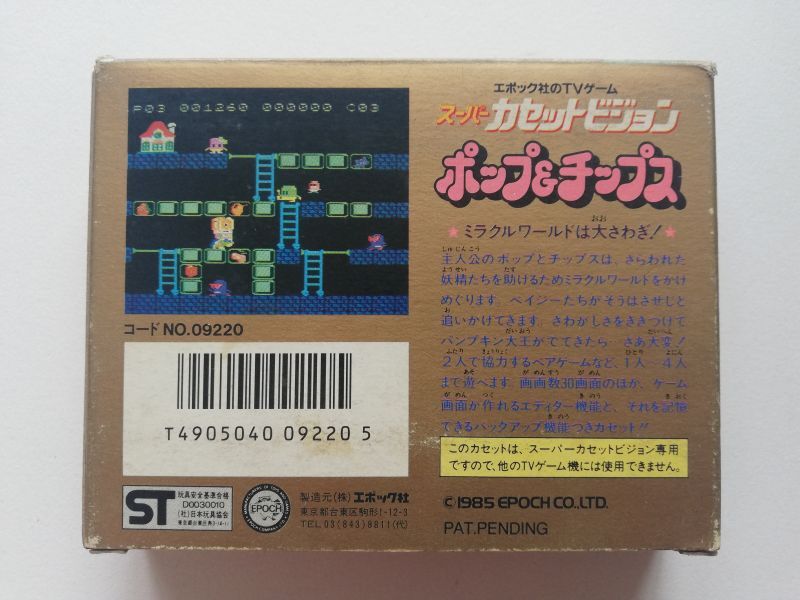 エポック社のTVゲーム
スーパーカセットビジョン
ポップ&チップス
★ミラクルワールドは大さわぎ!★
主人公のポップとチップスは、さらわれた
妖精たちを助けるためミラクルワールドをかけ
めぐります。ベイジーたちがそうはさせじと
追いかけてきます。さわがしさをききつけて
パンプキン大王がでてきたら…さあ大変!
2人で協力するペアゲームなど、1人〜4人
まで遊べます。画画数30画面のほか、ゲーム
画面が作れるエディター機能と、それを記憶
できるバックアップ機能つきカセット!!
このカセットは、スーパーカセットビジョン専用
ですので、他のTVゲーム機には使用できません。
©1985 EPOCH CO.,LTD.
PAT.PENDING
コードNO.09220
T4905040 09220 5
ST
玩具安全基準合格
D0030010
(社)日本玩具協会
EPOCH
製造元(株)エポック社
東京都台東区駒形1-12-3
TEL 03(843)8811(代)